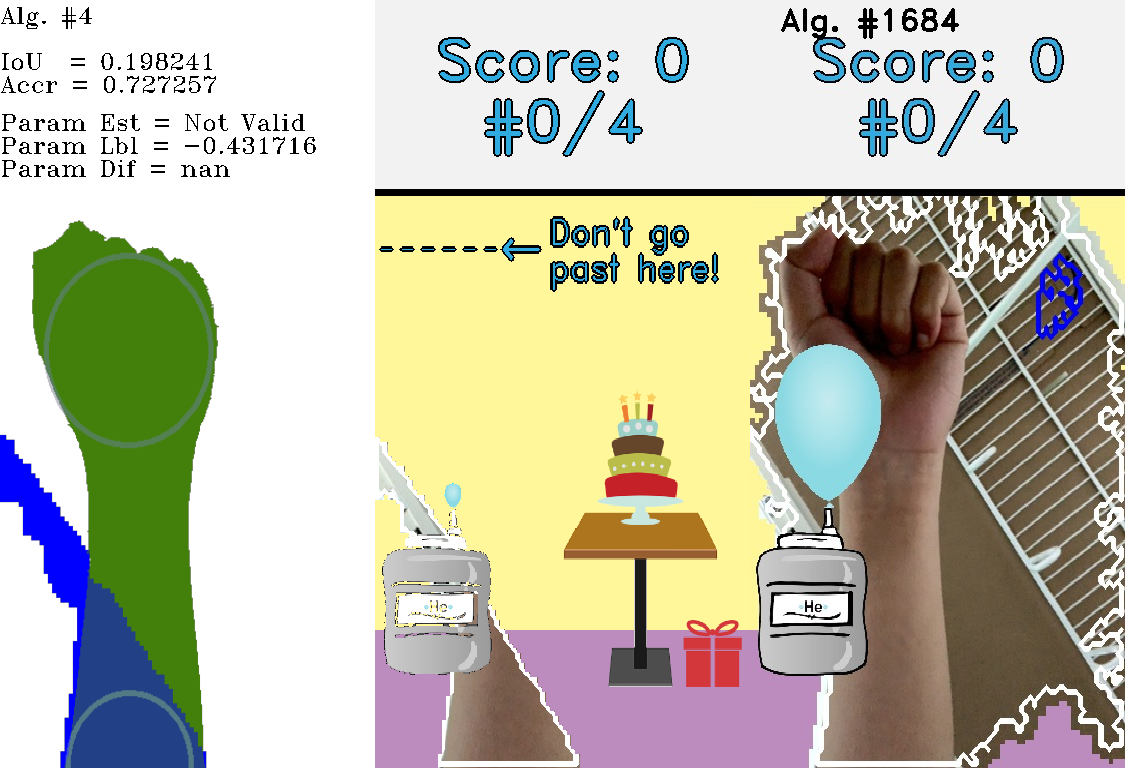 Alg. #4
IoU = 0.198241
Accr = 0.727257
Param Est = Not Valid
Param Lbl = −0.431716
Param Dif = nan
Score: 0
#0/4
Don't go
past here!
He
Alg. #1684
Score: 0
#0/4
He